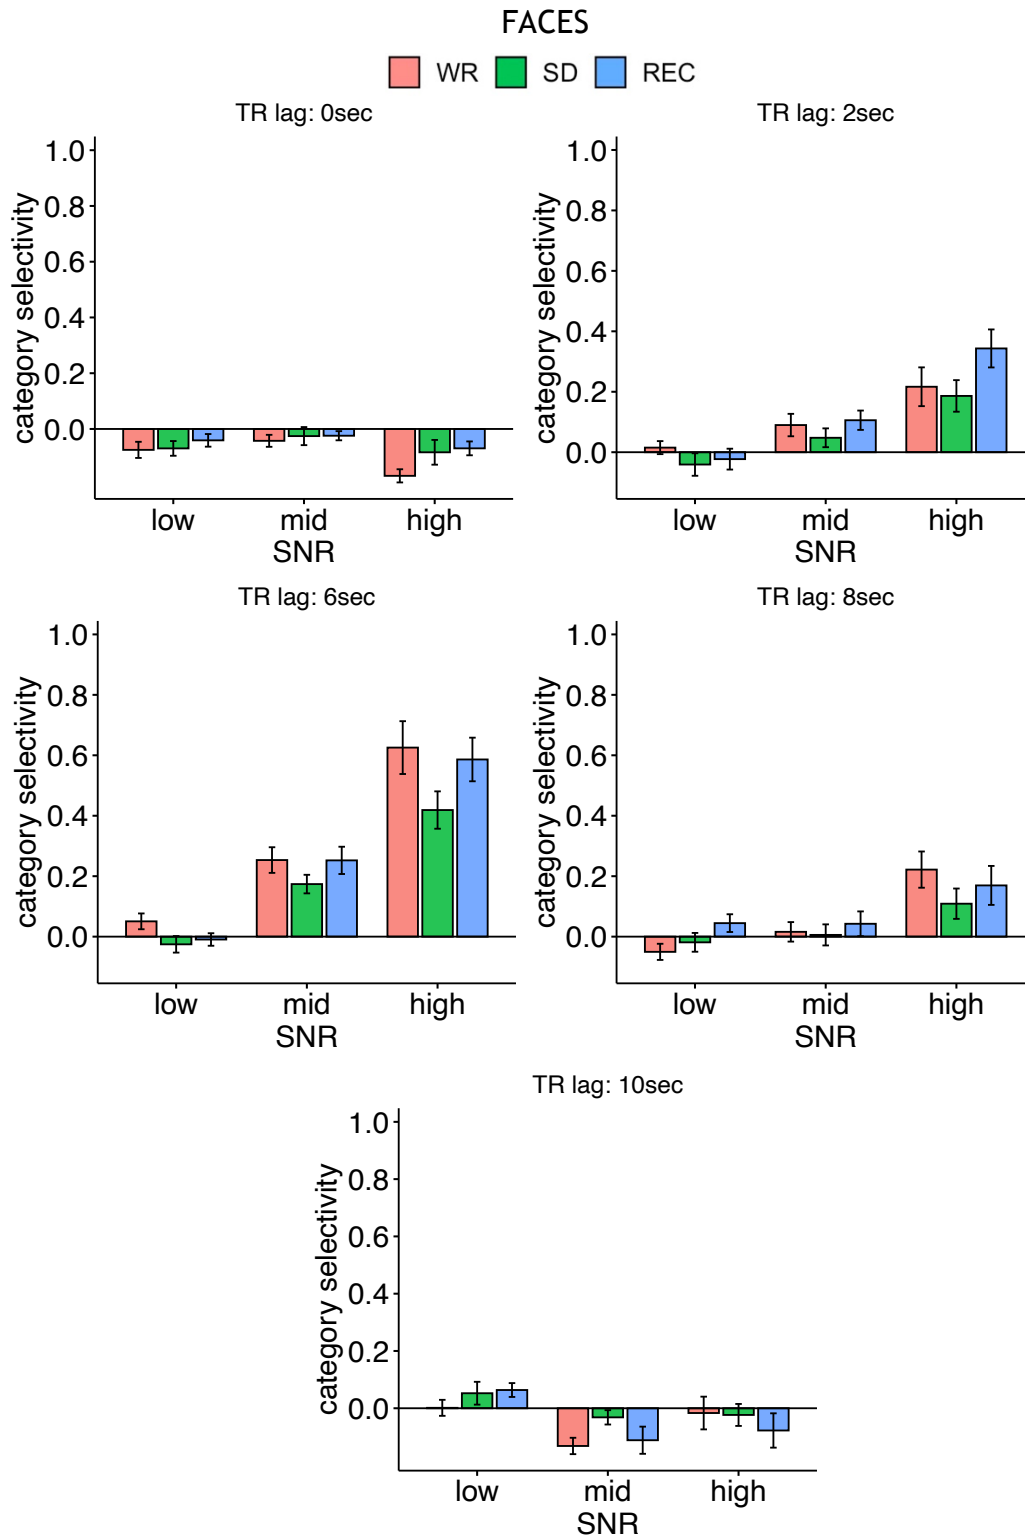 FACES
WR SD REC
TR lag: 0sec
category selectivity
1.0
0.8
0.6
0.4
0.2
0.0
low mid high
SNR
TR lag: 2sec
category selectivity
1.0
0.8
0.6
0.4
0.2
0.0
low mid high
SNR
TR lag: 6sec
category selectivity
1.0
0.8
0.6
0.4
0.2
0.0
low mid high
SNR
TR lag: 8sec
category selectivity
1.0
0.8
0.6
0.4
0.2
0.0
low mid high
SNR
TR lag: 10sec
category selectivity
1.0
0.8
0.6
0.4
0.2
0.0
low mid high
SNR